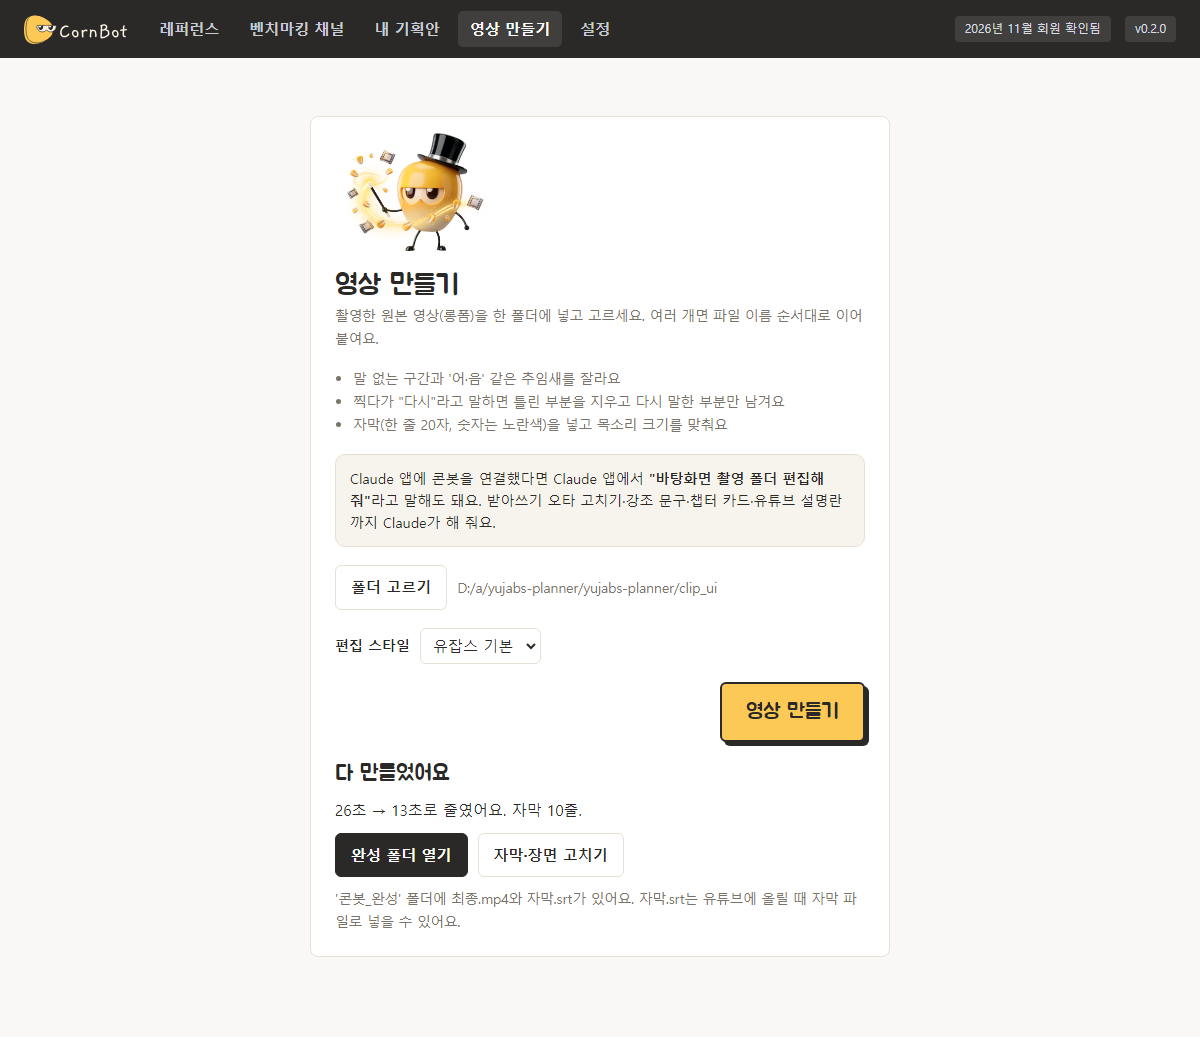 CornBot 레퍼런스 벤치마킹 채널 내 기획안 영상 만들기 설정 2026년 11월 회원 확인됨 v0.2.0
영상 만들기
촬영한 원본 영상(롱폼)을 한 폴더에 넣고 고르세요. 여러 개면 파일 이름 순서대로 이어
붙여요.
• 말 없는 구간과 '어·음' 같은 추임새를 잘라요
• 찍다가 "다시"라고 말하면 틀린 부분을 지우고 다시 말한 부분만 남겨요
• 자막(한 줄 20자, 숫자는 노란색)을 넣고 목소리 크기를 맞춰요
Claude 앱에 콘봇을 연결했다면 Claude 앱에서 "바탕화면 촬영 폴더 편집해
줘"라고 말해도 돼요. 받아쓰기 오타 고치기·강조 문구·챕터 카드·유튜브 설명란
까지 Claude가 해 줘요.
폴더 고르기 D:/a/yujabs-planner/yujabs-planner/clip_ui
편집 스타일 유잡스 기본
영상 만들기
다 만들었어요
26초 → 13초로 줄였어요. 자막 10줄.
완성 폴더 열기 자막·장면 고치기
'콘봇_완성' 폴더에 최종.mp4와 자막.srt가 있어요. 자막.srt는 유튜브에 올릴 때 자막 파
일로 넣을 수 있어요.